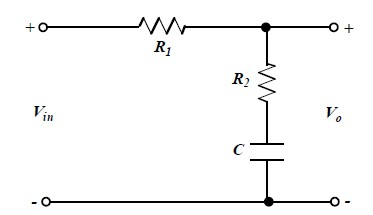 + +
R1
R2
Vin Vo
C
- -